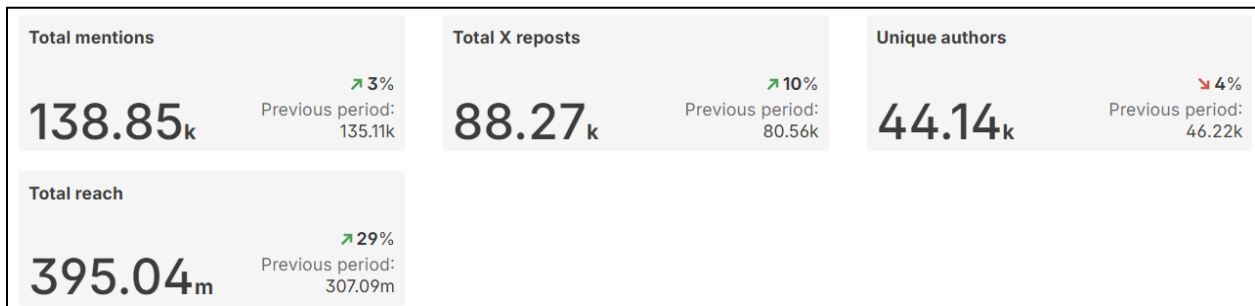 Total mentions
3%
138.85k
Previous period:
135.11k
Total X reposts
10%
88.27k
Previous period:
80.56k
Unique authors
4%
44.14k
Previous period:
46.22k
Total reach
29%
395.04m
Previous period:
307.09m